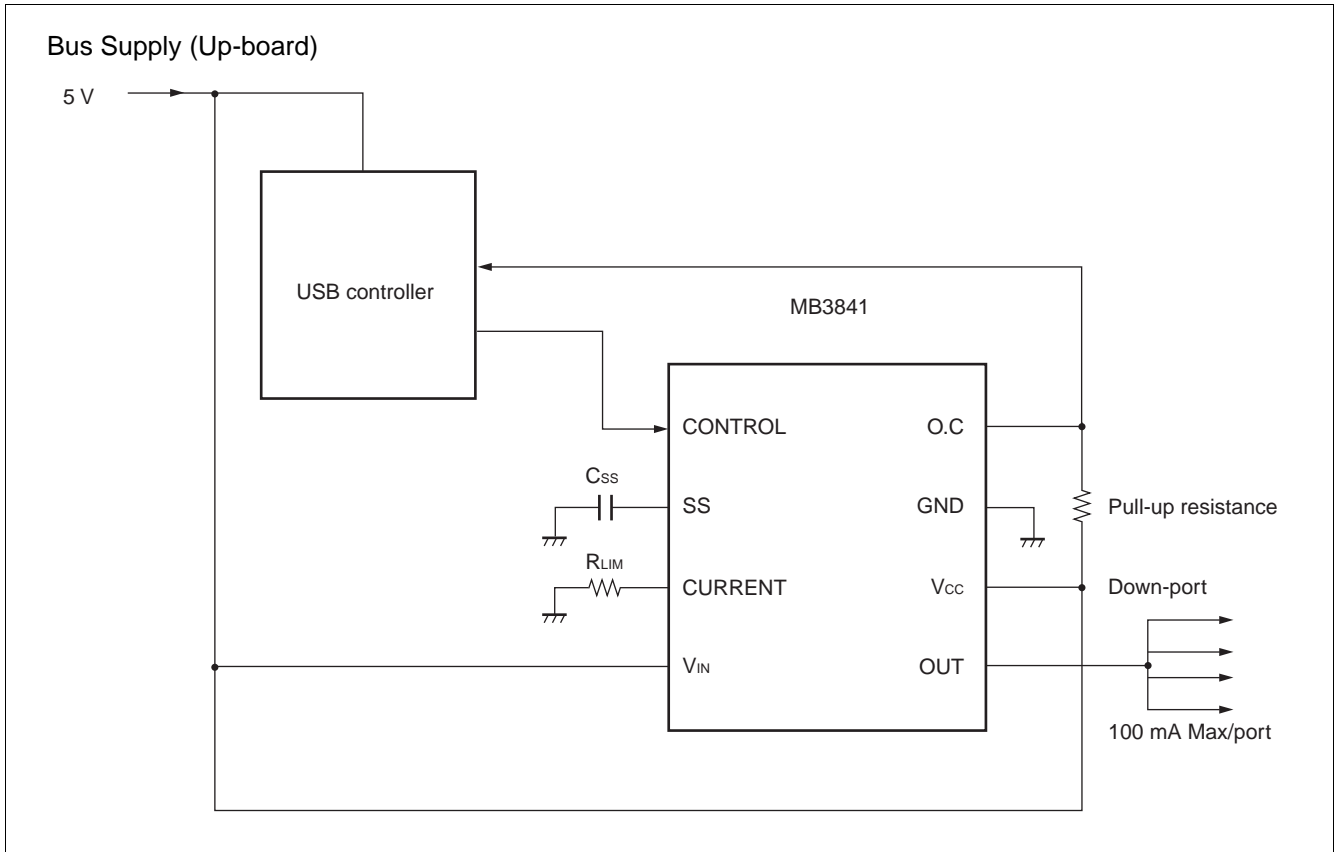 Bus Supply (Up-board)
5 V
USB controller
MB3841
CONTROL
O.C
CSS
SS
GND
Pull-up resistance
RLIM
CURRENT
VCC
Down-port
VIN
OUT
100 mA Max/port